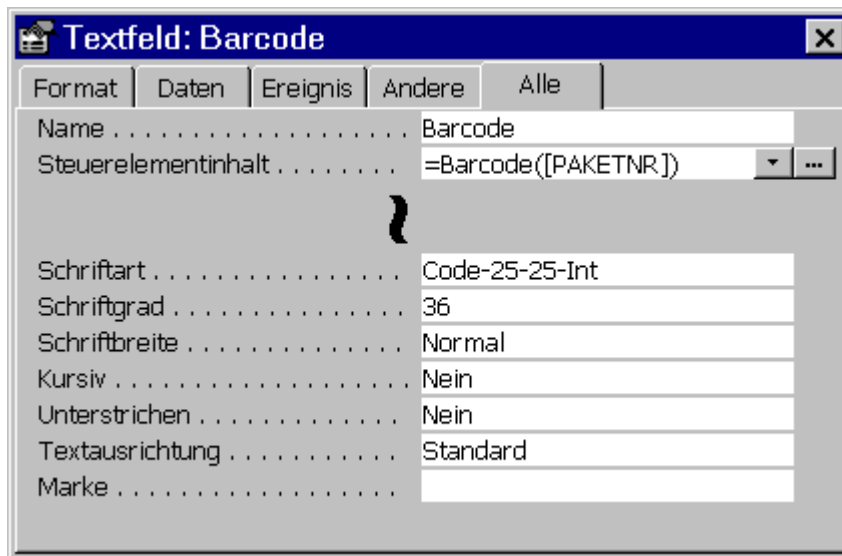 Textfeld: Barcode
Format Daten Ereignis Andere Alle
Name . . . . . . . . . . . . . . . . . . . Barcode
Steuerelementinhalt . . . . . . . . =Barcode([PAKETNR])
Schriftart . . . . . . . . . . . . . . . . Code-25-25-Int
Schriftgrad . . . . . . . . . . . . . . . 36
Schriftbreite . . . . . . . . . . . . . . Normal
Kursiv . . . . . . . . . . . . . . . . . . . Nein
Unterstrichen . . . . . . . . . . . . . Nein
Textausrichtung . . . . . . . . . . . Standard
Marke . . . . . . . . . . . . . . . . . .